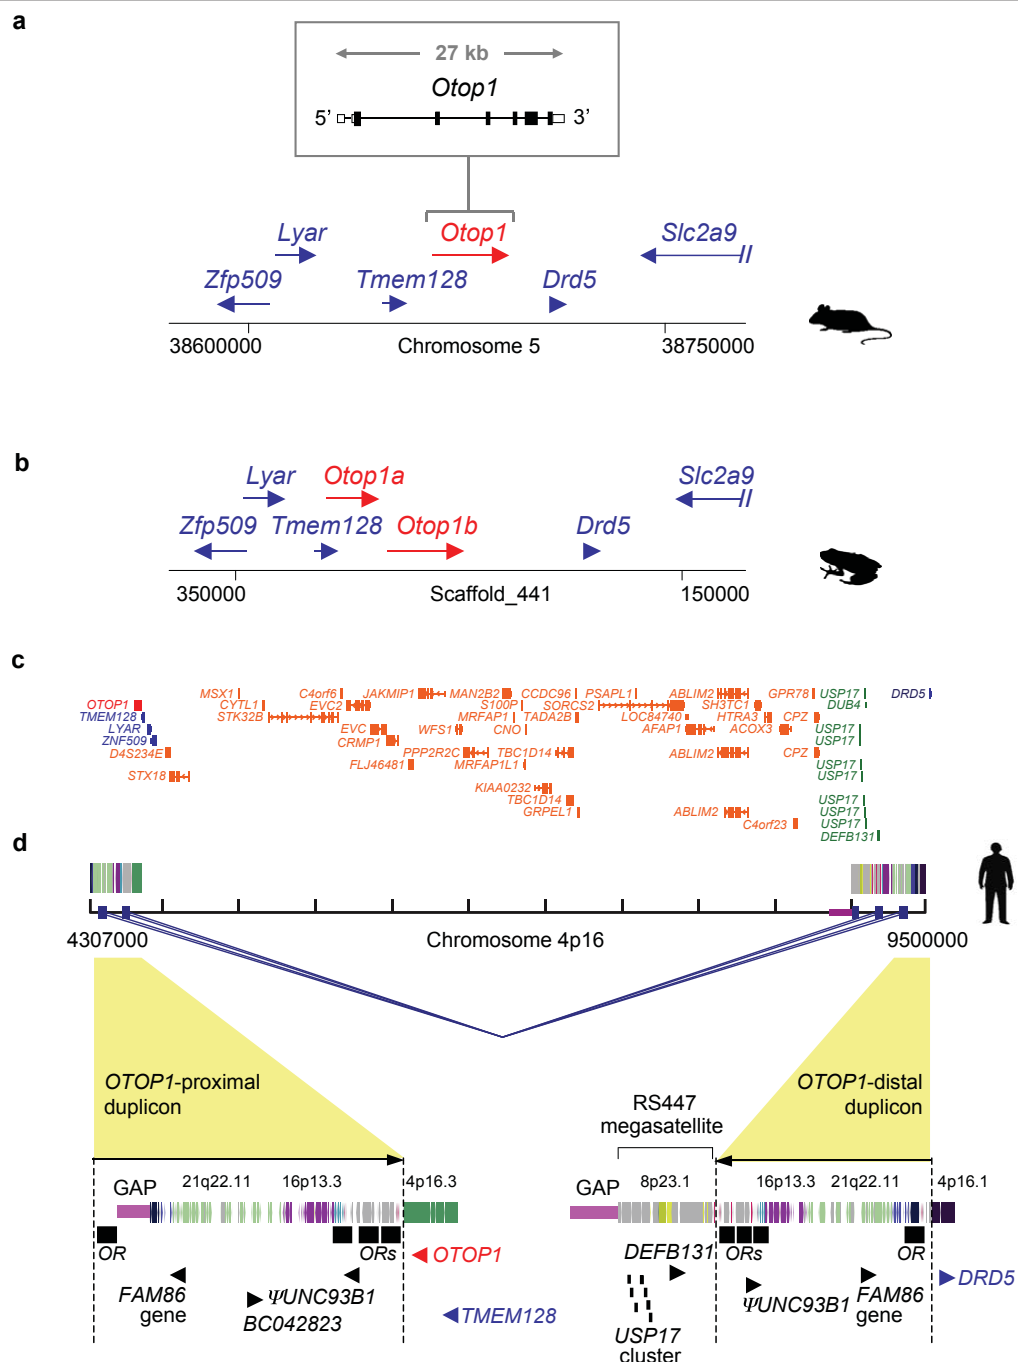 a
27 kb
Otop1
5’ 3’
Lyar Otop1 Slc2a9
Zfp509 Tmem128 Drd5
38600000 Chromosome 5 38750000
b
Lyar Otop1a Slc2a9
Zfp509 Tmem128 Otop1b Drd5
350000 Scaffold_441 150000
c
MSX1 C4orf6 JAKMIP1 MAN2B2 CCDC96 PSAPL1 ABLIM2 GPR78 USP17 DRD5
OTOP1 CYTL1 EVC2 S100P SORCS2 SH3TC1 DUB4
TMEM128 STK32B MRFAP1 TADA2B LOC84740 HTRA3 CPZ
LYAR EVC WFS1 CNO AFAP1 ACOX3 USP17
ZNF509 CRMP1 USP17
D4S234E PPP2R2C TBC1D14 ABLIM2 CPZ
FLJ46481 MRFAP1L1 USP17
STX18 USP17
KIAA0232
TBC1D14 USP17
GRPEL1 ABLIM2 USP17
C4orf23 USP17
DEFB131
d
4307000 Chromosome 4p16 9500000
OTOP1-proximal
duplicon
OTOP1-distal
duplicon
RS447
megasatellite
GAP 21q22.11 16p13.3 4p16.3
GAP 8p23.1 16p13.3 21q22.11 4p16.1
OR ORs OTOP1
DEFB131 ORs OR DRD5
FAM86
gene
ΨUNC93B1
BC042823
TMEM128
USP17
cluster
ΨUNC93B1
FAM86
gene